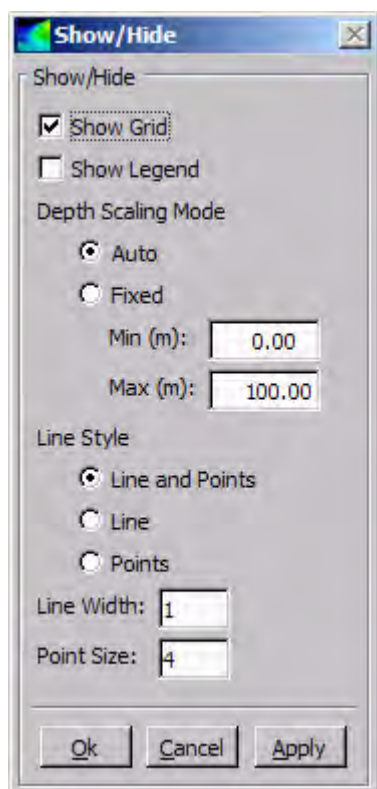 Show/Hide
Show/Hide
Show Grid
Show Legend
Depth Scaling Mode
Auto
Fixed
Min (m): 0.00
Max (m): 100.00
Line Style
Line and Points
Line
Points
Line Width: 1
Point Size: 4
Ok Cancel Apply